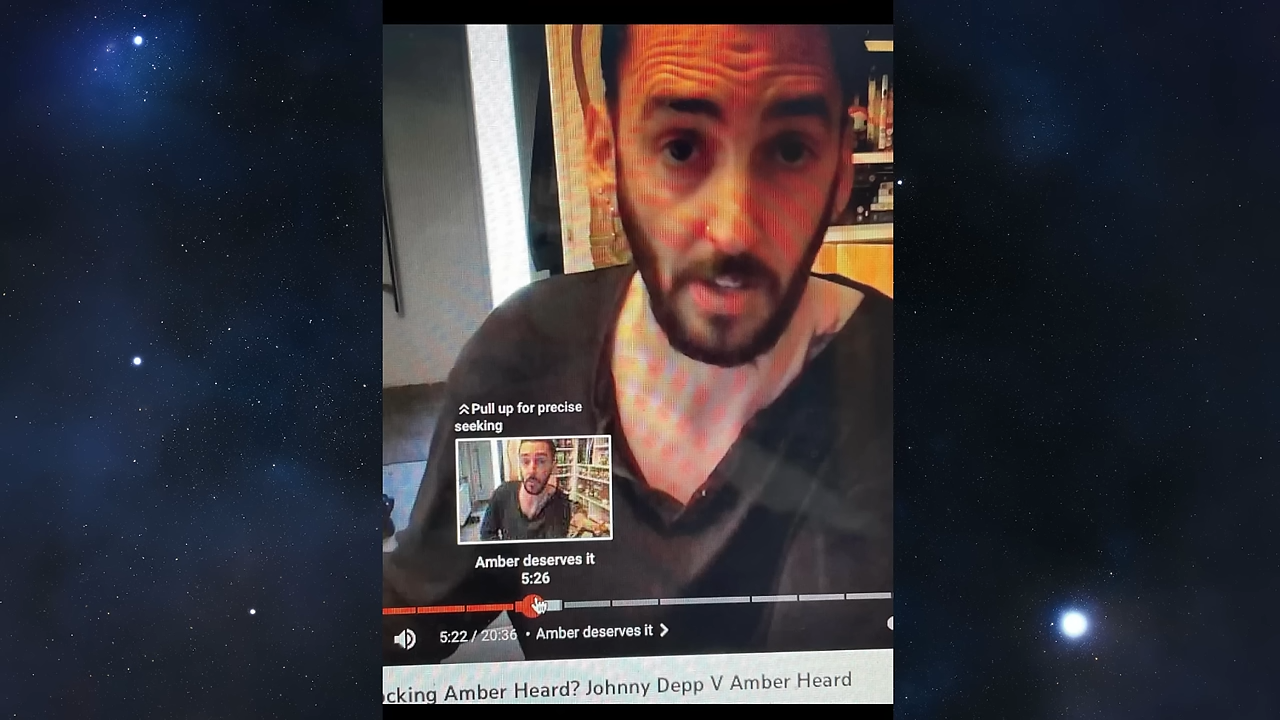 Pull up for precise
seeking
Amber deserves it
5:26
5:22 / 20:36 • Amber deserves it
cking Amber Heard? Johnny Depp V Amber Heard